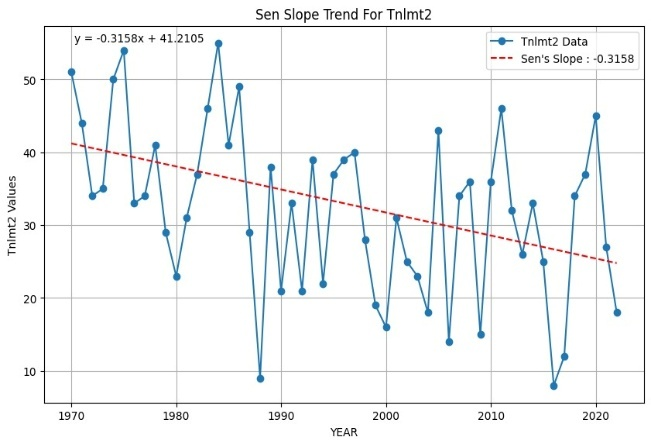 Sen Slope Trend For Tnlmt2
y = -0.3158x + 41.2105
Tnlmt2 Data
Sen's Slope : -0.3158
50
40
30
20
10
Tnlmt2 Values
1970 1980 1990 2000 2010 2020
YEAR